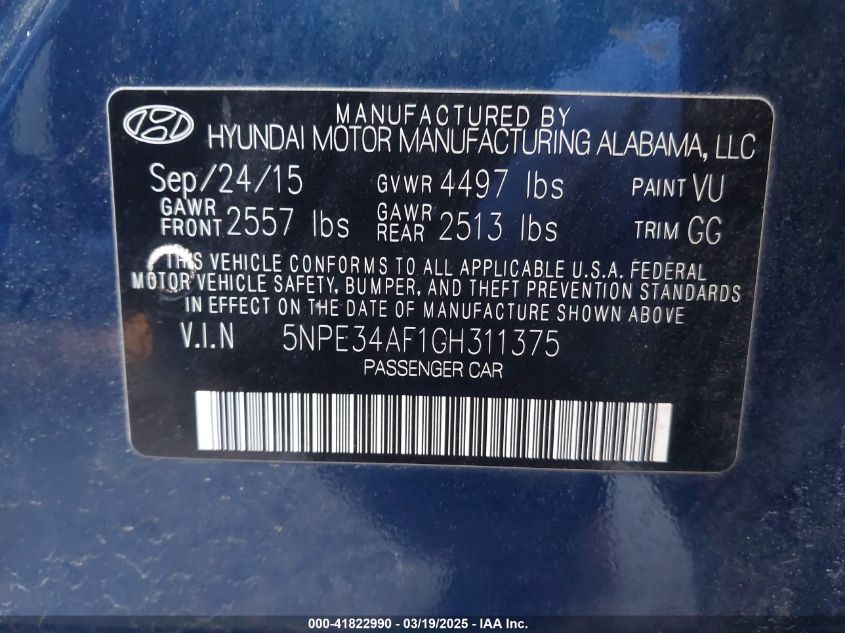 MANUFACTURED BY
HYUNDAI MOTOR MANUFACTURING ALABAMA, LLC
Sep/24/15 GVWR 4497 lbs PAINT VU
GAWR FRONT 2557 lbs GAWR REAR 2513 lbs TRIM GG
THIS VEHICLE CONFORMS TO ALL APPLICABLE U.S.A. FEDERAL
MOTOR VEHICLE SAFETY, BUMPER, AND THEFT PREVENTION STANDARDS
IN EFFECT ON THE DATE OF MANUFACTURE SHOWN ABOVE
V.I.N 5NPE34AF1GH311375
PASSENGER CAR
000-41822990 - 03/19/2025 - IAA Inc.